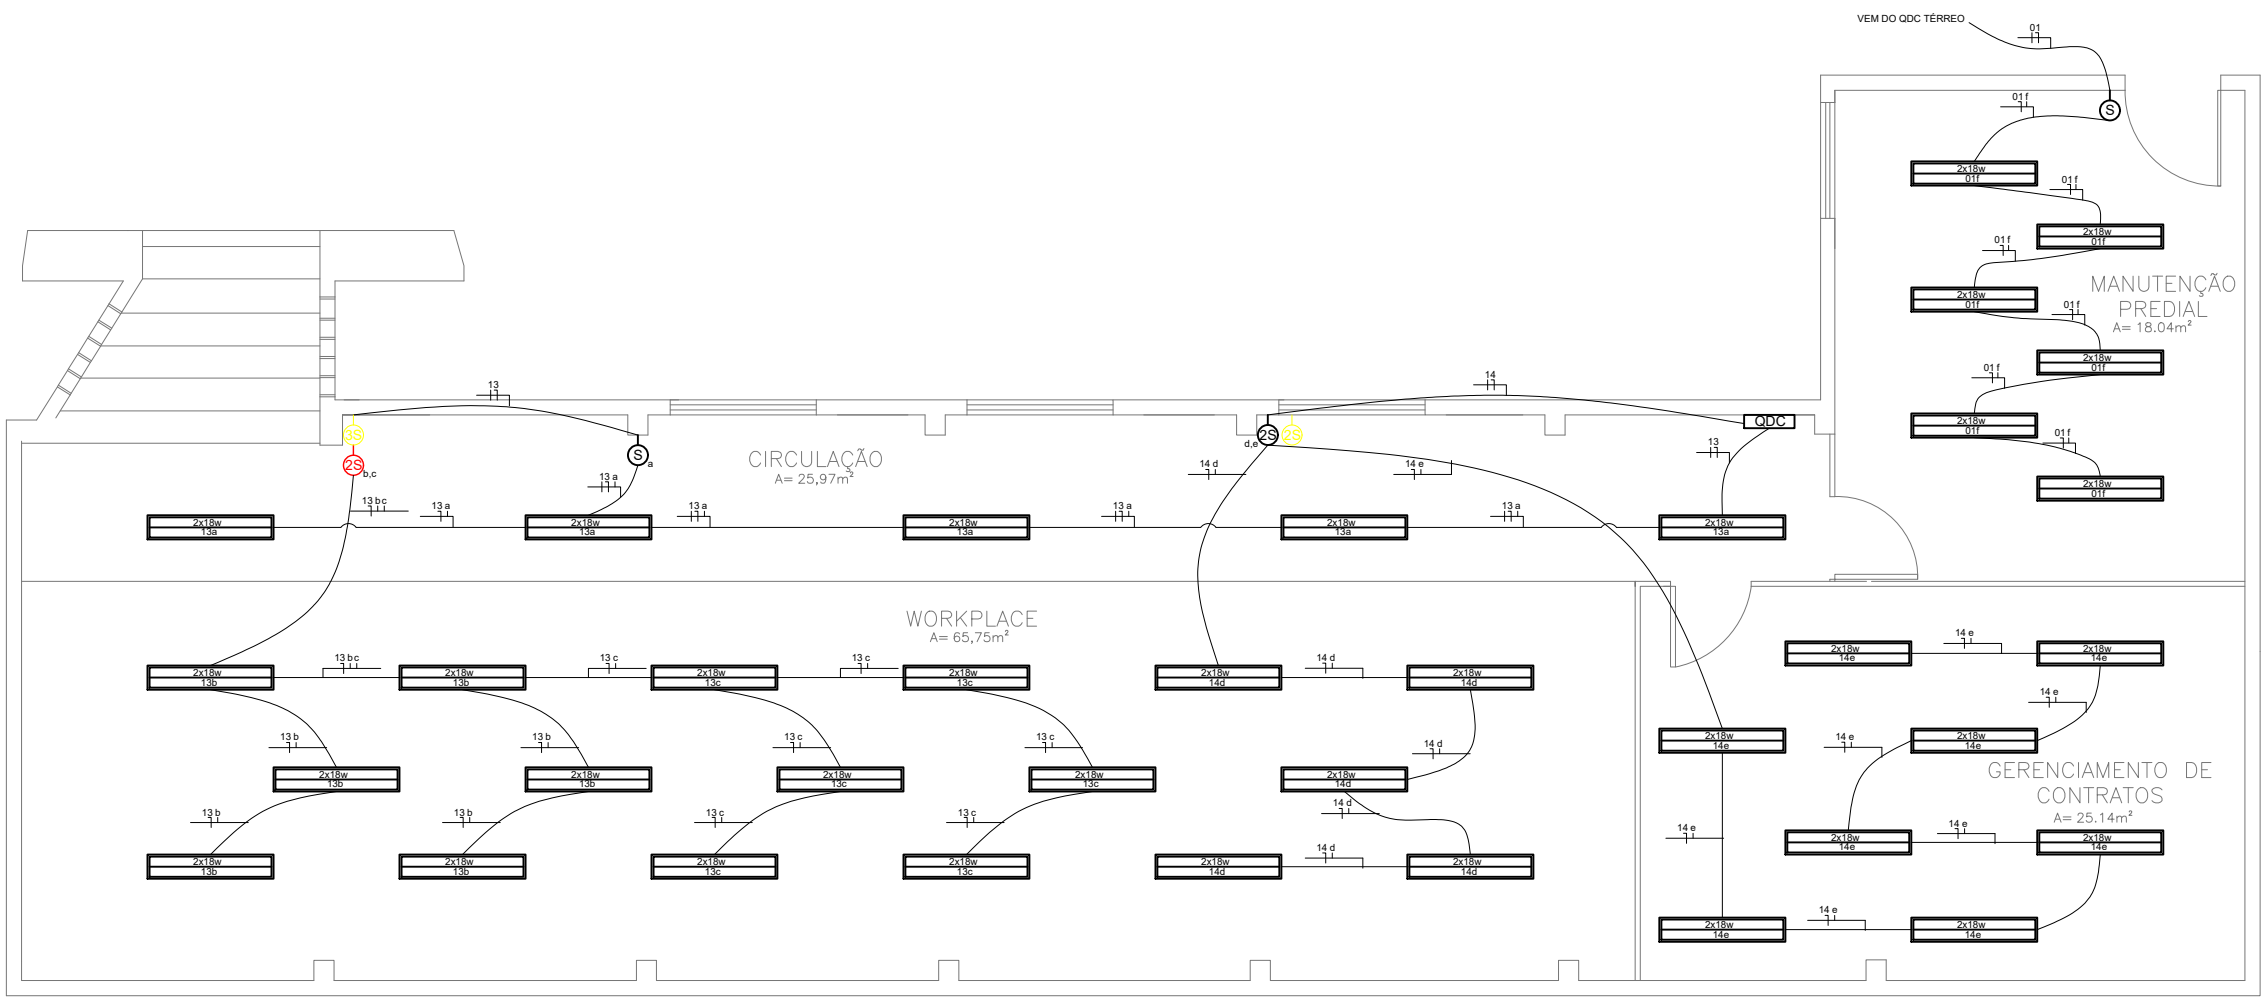 VEM DO QDC TÉRREO
01
01 f
S
2x18w
01f
01 f
2x18w
01f
01 f
MANUTENÇÃO
PREDIAL
A= 18.04m²
2x18w
01f
01 f
2x18w
01f
01 f
2x18w
01f
01 f
2x18w
01f
13
14
3S
2S
b,c
S
a
2S
d,e
2S
QDC
CIRCULAÇÃO
A= 25,97m²
13 bc
13 a
13 a
13 a
13 a
14 d
14 e
13 a
13
2x18w
13a
2x18w
13a
2x18w
13a
2x18w
13a
2x18w
13a
WORKPLACE
A= 65,75m²
2x18w
13b
13 bc
2x18w
13b
13 c
2x18w
13c
13 c
2x18w
13c
2x18w
14d
14 d
2x18w
14d
13 b
13 b
13 c
13 c
14 d
2x18w
13b
2x18w
13b
2x18w
13c
2x18w
13c
2x18w
14d
13 b
13 b
13 c
13 c
14 d
2x18w
13b
2x18w
13b
2x18w
13c
2x18w
13c
2x18w
14d
14 d
2x18w
14d
2x18w
14e
14 e
2x18w
14e
14 e
2x18w
14e
14 e
2x18w
14e
GERENCIAMENTO DE
CONTRATOS
A= 25.14m²
14 e
2x18w
14e
14 e
2x18w
14e
2x18w
14e
14 e
2x18w
14e